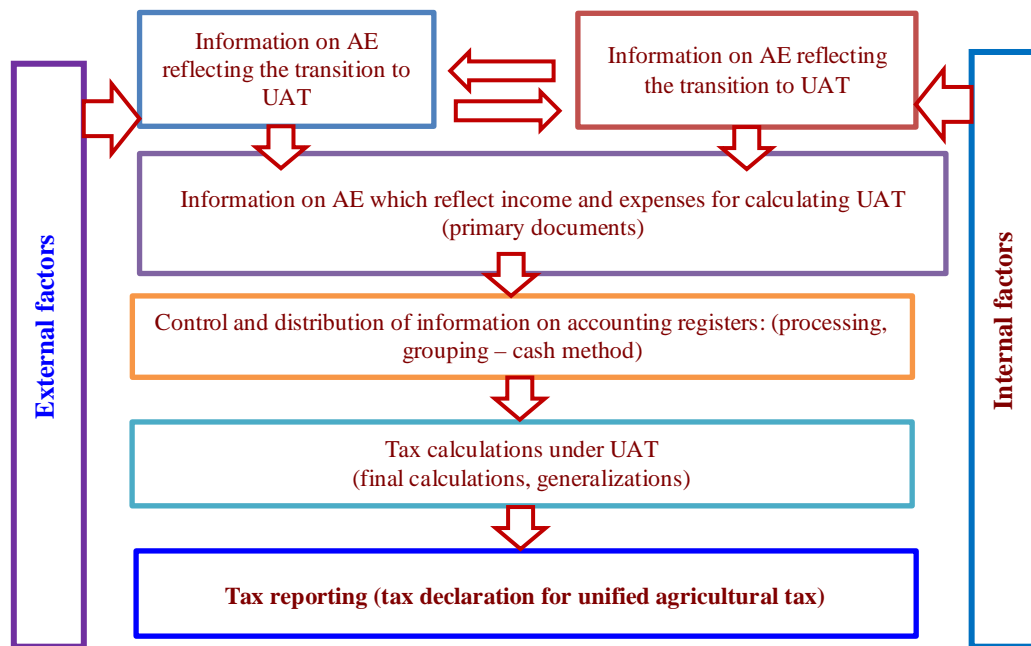 External factors
Information on AE
reflecting the transition to
UAT
Information on AE reflecting
the transition to UAT
Information on AE which reflect income and expenses for calculating UAT
(primary documents)
Control and distribution of information on accounting registers: (processing,
grouping – cash method)
Tax calculations under UAT
(final calculations, generalizations)
Tax reporting (tax declaration for unified agricultural tax)
Internal factors